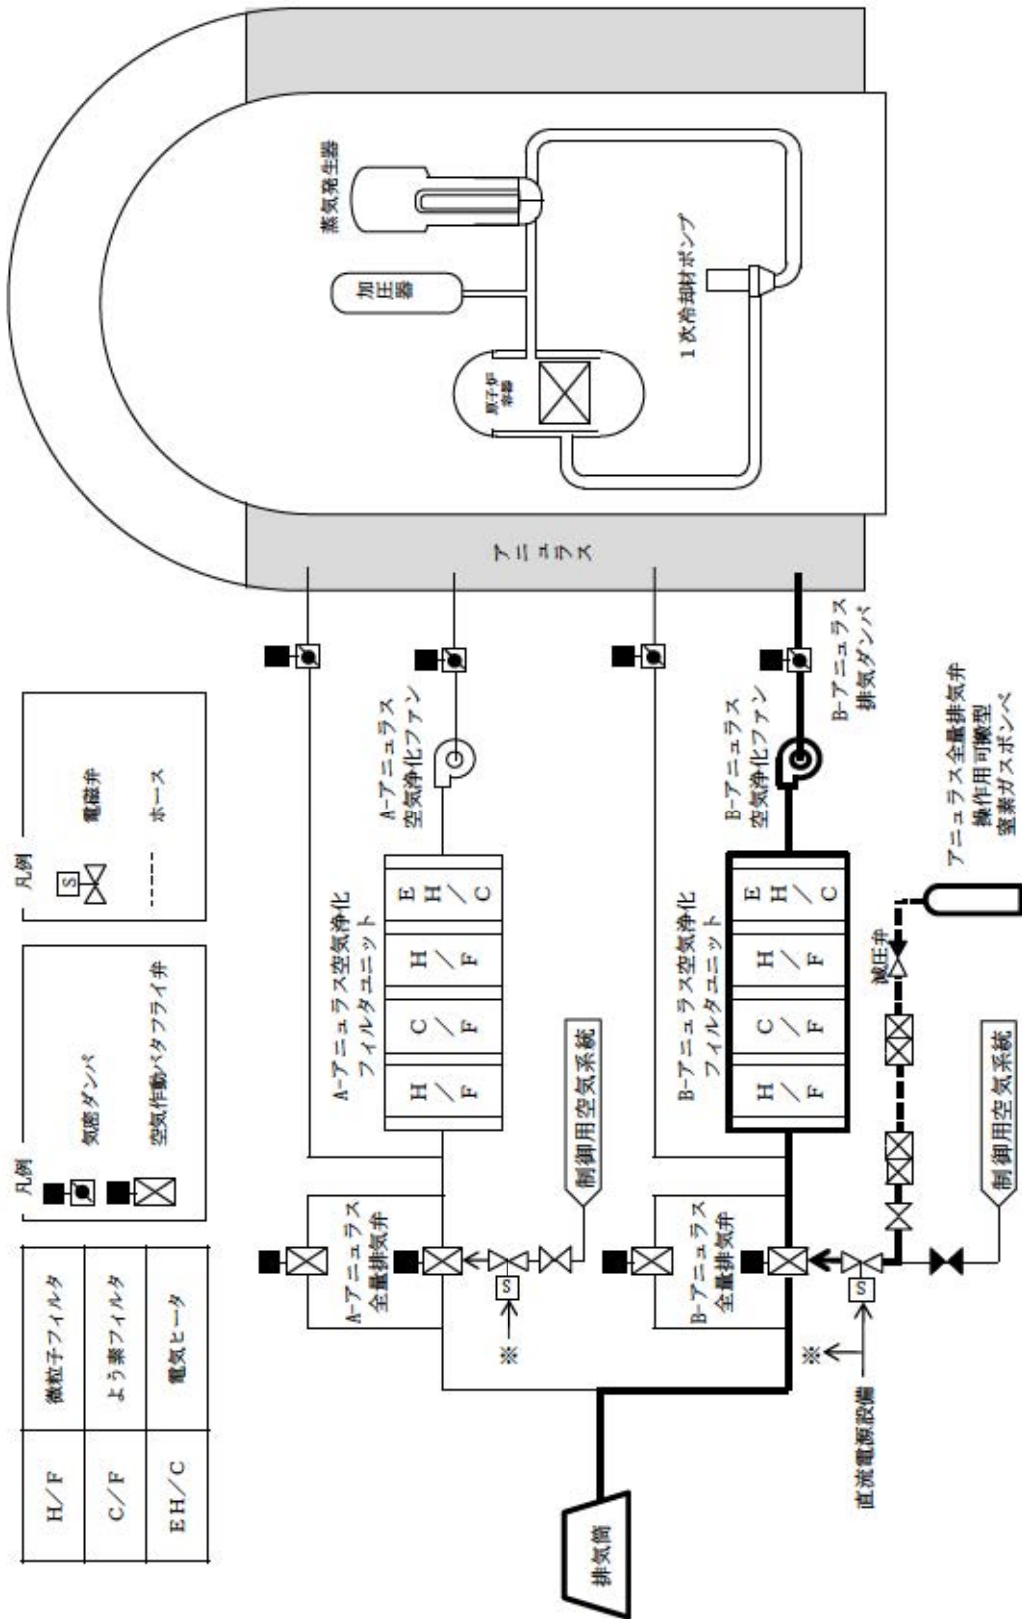 H/F 微粒子フィルタ
C/F よう素フィルタ
EH/C 電気ヒータ
凡例
気密ダンパ
空気作動バタフライ弁
凡例
S
電磁弁
ホース
A-アニュラス
全量排気弁
A-アニュラス空気浄化
フィルタユニット
H/F
C/F
H/F
EH/C
A-アニュラス
空気浄化ファン
S
※
制御用空気系統
B-アニュラス
全量排気弁
B-アニュラス空気浄化
フィルタユニット
H/F
C/F
H/F
EH/C
B-アニュラス
空気浄化ファン
B-アニュラス
排気ダンパ
排気筒
※
S
直流電源設備
制御用空気系統
減圧弁
アニュラス全量排気弁
操作用可搬型
窒素ガスボンベ
アニュラス
原子炉
容器
加圧器
蒸気発生器
1次冷却材ポンプ